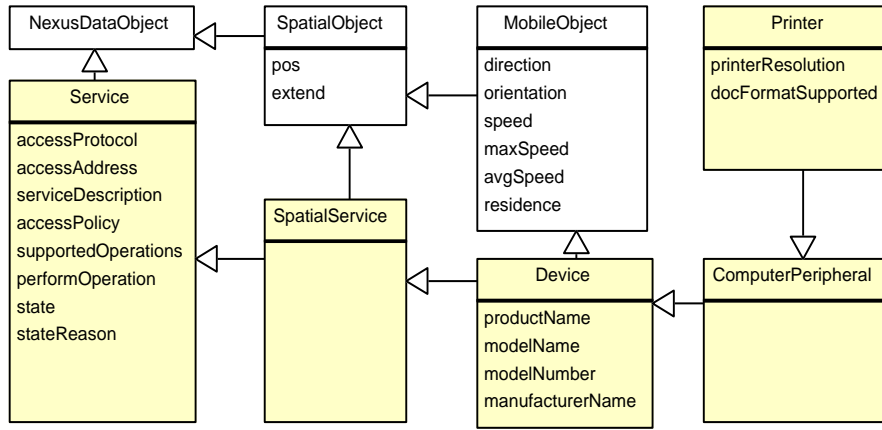 NexusDataObject
SpatialObject
pos
extend
MobileObject
direction
orientation
speed
maxSpeed
avgSpeed
residence
Printer
printerResolution
docFormatSupported
Service
accessProtocol
accessAddress
serviceDescription
accessPolicy
supportedOperations
performOperation
state
stateReason
SpatialService
Device
productName
modelName
modelNumber
manufacturerName
ComputerPeripheral